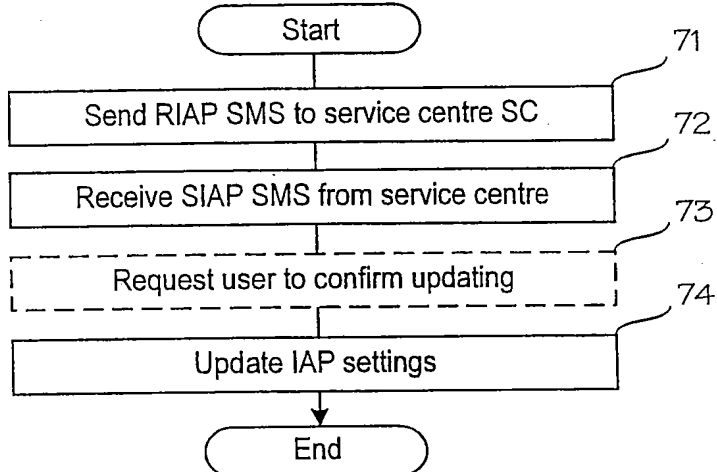 Start
71
Send RIAP SMS to service centre SC
72
Receive SIAP SMS from service centre
73
Request user to confirm updating
74
Update IAP settings
End